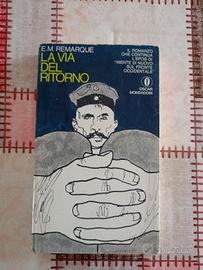 E.M. REMARQUE
LA VIA
DEL
RITORNO
IL ROMANZO
CHE CONTINUA
L'EPOS DI
"NIENTE DI NUOVO
SUL FRONTE
OCCIDENTALE"
OSCAR
MONDADORI
subito